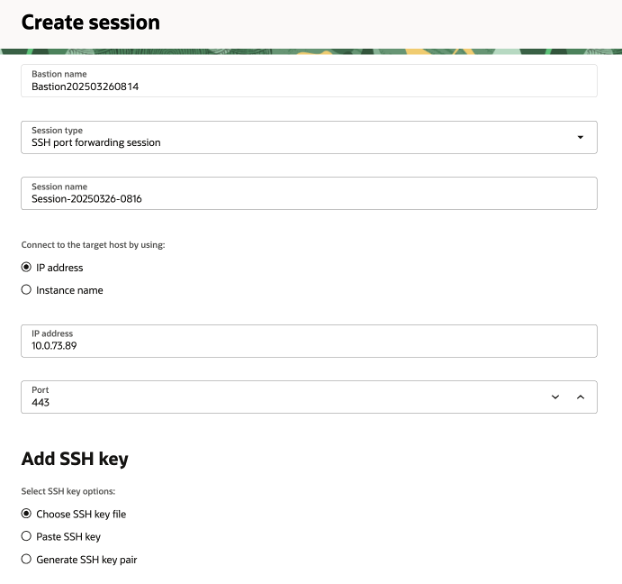 Create session
Bastion name
Bastion202503260814
Session type
SSH port forwarding session
Session name
Session-20250326-0816
Connect to the target host by using:
IP address
Instance name
IP address
10.0.73.89
Port
443
Add SSH key
Select SSH key options:
Choose SSH key file
Paste SSH key
Generate SSH key pair